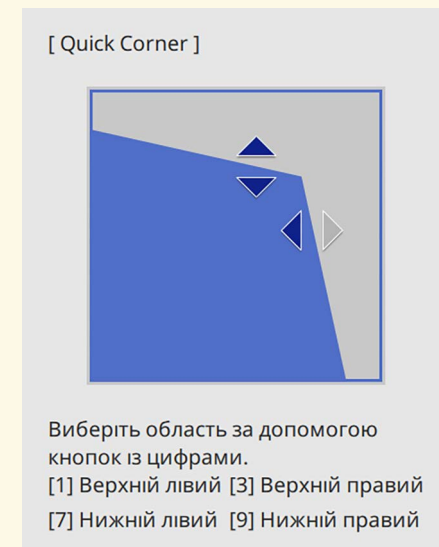 [ Quick Corner ]
Виберіть область за допомогою
кнопок із цифрами.
[1] Верхній лівий [3] Верхній правий
[7] Нижній лівий [9] Нижній правий